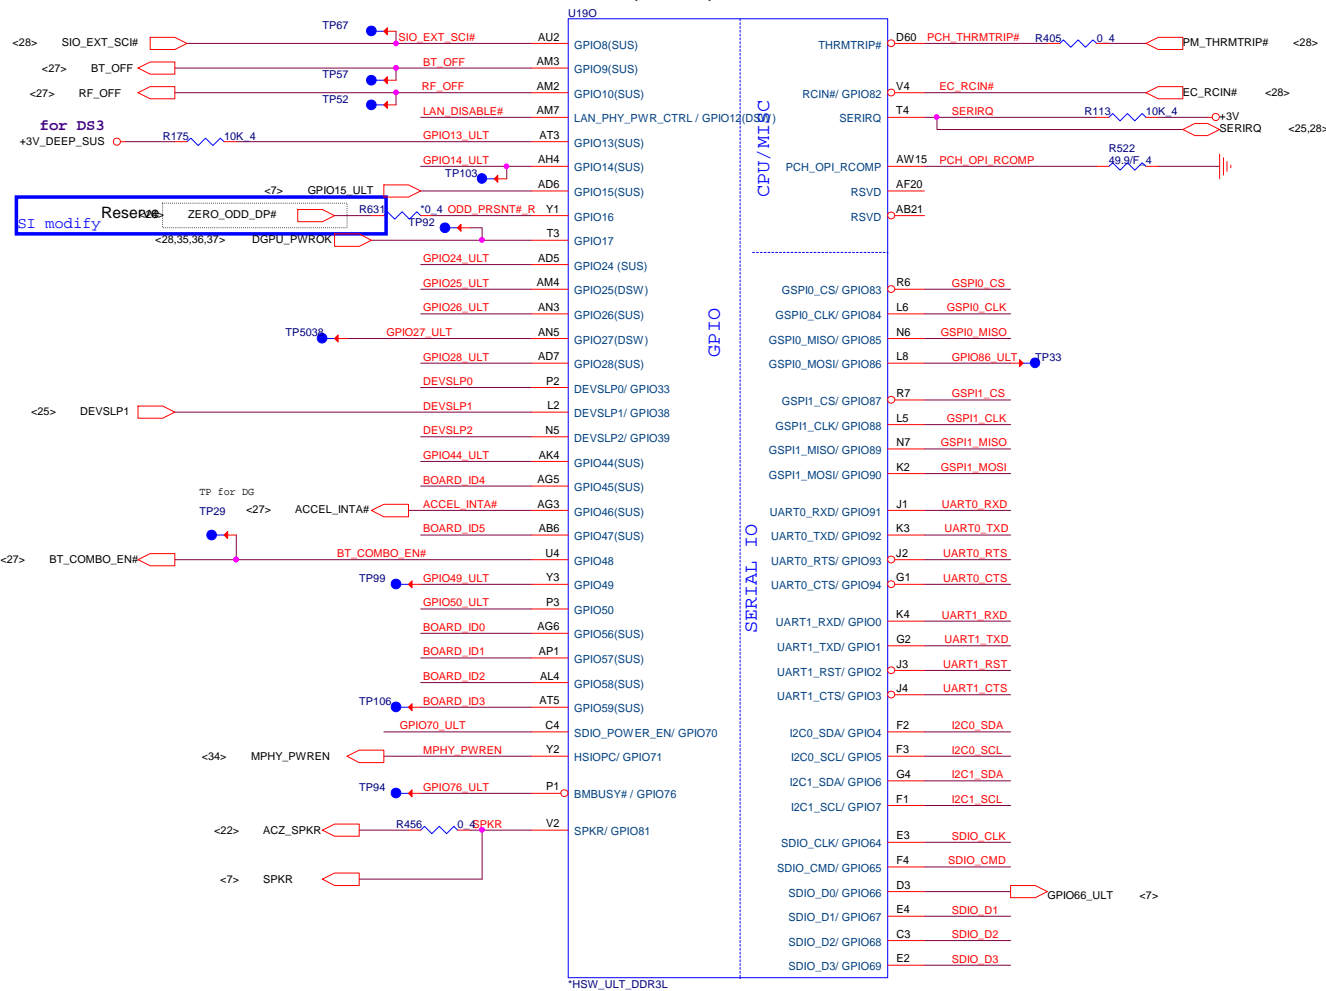 U19O
TP67
<28> SIO_EXT_SCI# SIO_EXT_SCI# AU2 GPIO8(SUS)
<27> BT_OFF BT_OFF AM3 GPIO9(SUS)
TP57
<27> RF_OFF RF_OFF AM2 GPIO10(SUS)
TP52
LAN_DISABLE# AM7 LAN_PHY_PWR_CTRL / GPIO12(DSW)
for DS3
+3V_DEEP_SUS R175 10K_4 GPIO13_ULT AT3 GPIO13(SUS)
GPIO14_ULT AH4 GPIO14(SUS)
TP103
<7> GPIO15_ULT AD6 GPIO15(SUS)
Reserve ZERO_ODD_DP# R631 *0_4 ODD_PRSNT#_R Y1 GPIO16
SI modify
TP92
<28,35,36,37> DGPU_PWROK T3 GPIO17
GPIO24_ULT AD5 GPIO24 (SUS)
GPIO25_ULT AM4 GPIO25(DSW)
GPIO26_ULT AN3 GPIO26(SUS)
TP5038 GPIO27_ULT AN5 GPIO27(DSW)
GPIO28_ULT AD7 GPIO28(SUS)
DEVSLP0 P2 DEVSLP0/ GPIO33
<25> DEVSLP1 DEVSLP1 L2 DEVSLP1/ GPIO38
DEVSLP2 N5 DEVSLP2/ GPIO39
GPIO44_ULT AK4 GPIO44(SUS)
BOARD_ID4 AG5 GPIO45(SUS)
TP for DG
TP29
<27> ACCEL_INTA# ACCEL_INTA# AG3 GPIO46(SUS)
BOARD_ID5 AB6 GPIO47(SUS)
<27> BT_COMBO_EN# BT_COMBO_EN# U4 GPIO48
TP99 GPIO49_ULT Y3 GPIO49
GPIO50_ULT P3 GPIO50
BOARD_ID0 AG6 GPIO56(SUS)
BOARD_ID1 AP1 GPIO57(SUS)
BOARD_ID2 AL4 GPIO58(SUS)
TP106 BOARD_ID3 AT5 GPIO59(SUS)
GPIO70_ULT C4 SDIO_POWER_EN/ GPIO70
<34> MPHY_PWREN MPHY_PWREN Y2 HSIOPC/ GPIO71
TP94 GPIO76_ULT P1 BMBUSY# / GPIO76
<22> ACZ_SPKR R456 0_4 SPKR V2 SPKR/ GPIO81
<7> SPKR
CPU/MISC
GPIO
SERIAL IO
THRMTRIP# D60 PCH_THRMTRIP# R405 0_4 PM_THRMTRIP# <28>
RCIN#/ GPIO82 V4 EC_RCIN# EC_RCIN# <28>
SERIRQ T4 SERIRQ R113 10K_4 +3V
SERIRQ <25,28>
PCH_OPI_RCOMP AW15 PCH_OPI_RCOMP R522 49.9/F_4
RSVD AF20
RSVD AB21
GSPI0_CS/ GPIO83 R6 GSPI0_CS
GSPI0_CLK/ GPIO84 L6 GSPI0_CLK
GSPI0_MISO/ GPIO85 N6 GSPI0_MISO
GSPI0_MOSI/ GPIO86 L8 GPIO86_ULT TP33
GSPI1_CS/ GPIO87 R7 GSPI1_CS
GSPI1_CLK/ GPIO88 L5 GSPI1_CLK
GSPI1_MISO/ GPIO89 N7 GSPI1_MISO
GSPI1_MOSI/ GPIO90 K2 GSPI1_MOSI
UART0_RXD/ GPIO91 J1 UART0_RXD
UART0_TXD/ GPIO92 K3 UART0_TXD
UART0_RTS/ GPIO93 J2 UART0_RTS
UART0_CTS/ GPIO94 G1 UART0_CTS
UART1_RXD/ GPIO0 K4 UART1_RXD
UART1_TXD/ GPIO1 G2 UART1_TXD
UART1_RST/ GPIO2 J3 UART1_RST
UART1_CTS/ GPIO3 J4 UART1_CTS
I2C0_SDA/ GPIO4 F2 I2C0_SDA
I2C0_SCL/ GPIO5 F3 I2C0_SCL
I2C1_SDA/ GPIO6 G4 I2C1_SDA
I2C1_SCL/ GPIO7 F1 I2C1_SCL
SDIO_CLK/ GPIO64 E3 SDIO_CLK
SDIO_CMD/ GPIO65 F4 SDIO_CMD
SDIO_D0/ GPIO66 D3 GPIO66_ULT <7>
SDIO_D1/ GPIO67 E4 SDIO_D1
SDIO_D2/ GPIO68 C3 SDIO_D2
SDIO_D3/ GPIO69 E2 SDIO_D3
*HSW_ULT_DDR3L